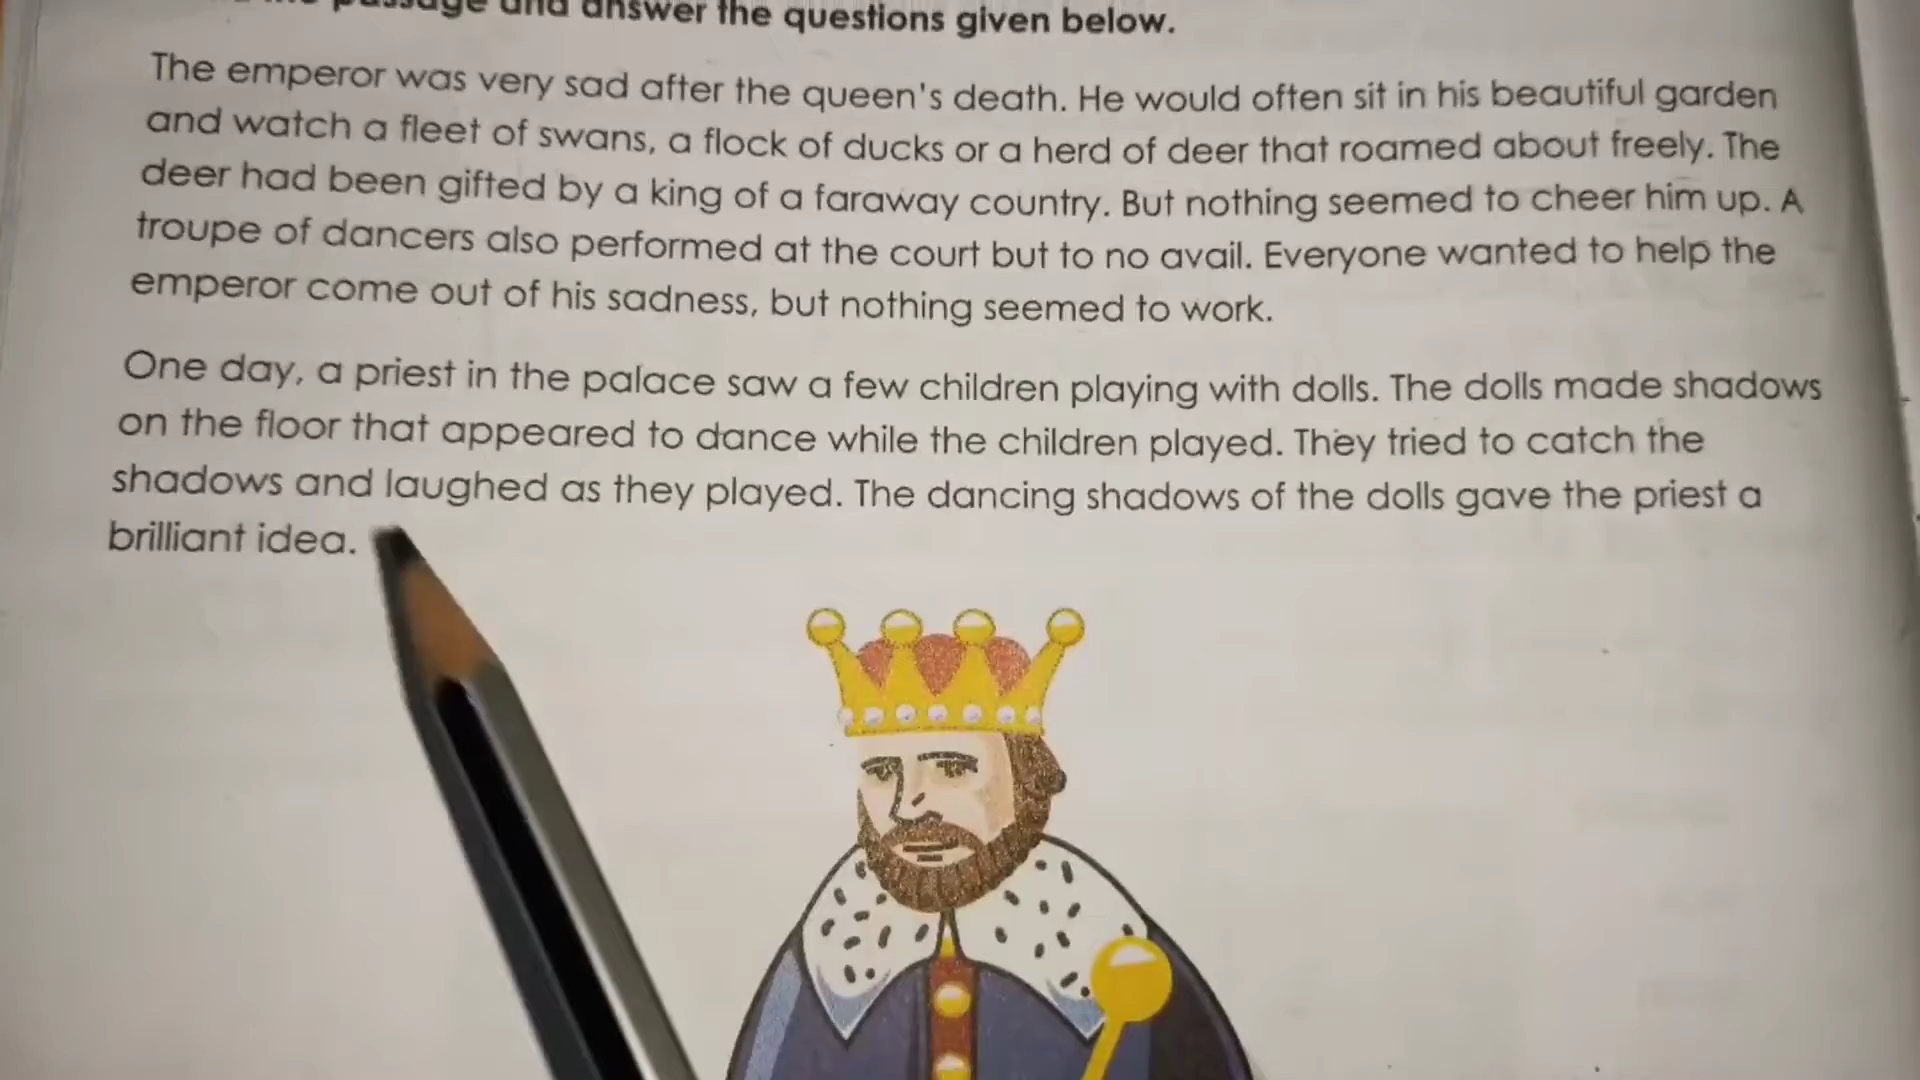 the passage and answer the questions given below.
The emperor was very sad after the queen's death. He would often sit in his beautiful garden
and watch a fleet of swans, a flock of ducks or a herd of deer that roamed about freely. The
deer had been gifted by a king of a faraway country. But nothing seemed to cheer him up. A
troupe of dancers also performed at the court but to no avail. Everyone wanted to help the
emperor come out of his sadness, but nothing seemed to work.
One day, a priest in the palace saw a few children playing with dolls. The dolls made shadows
on the floor that appeared to dance while the children played. They tried to catch the
shadows and laughed as they played. The dancing shadows of the dolls gave the priest a
brilliant idea.